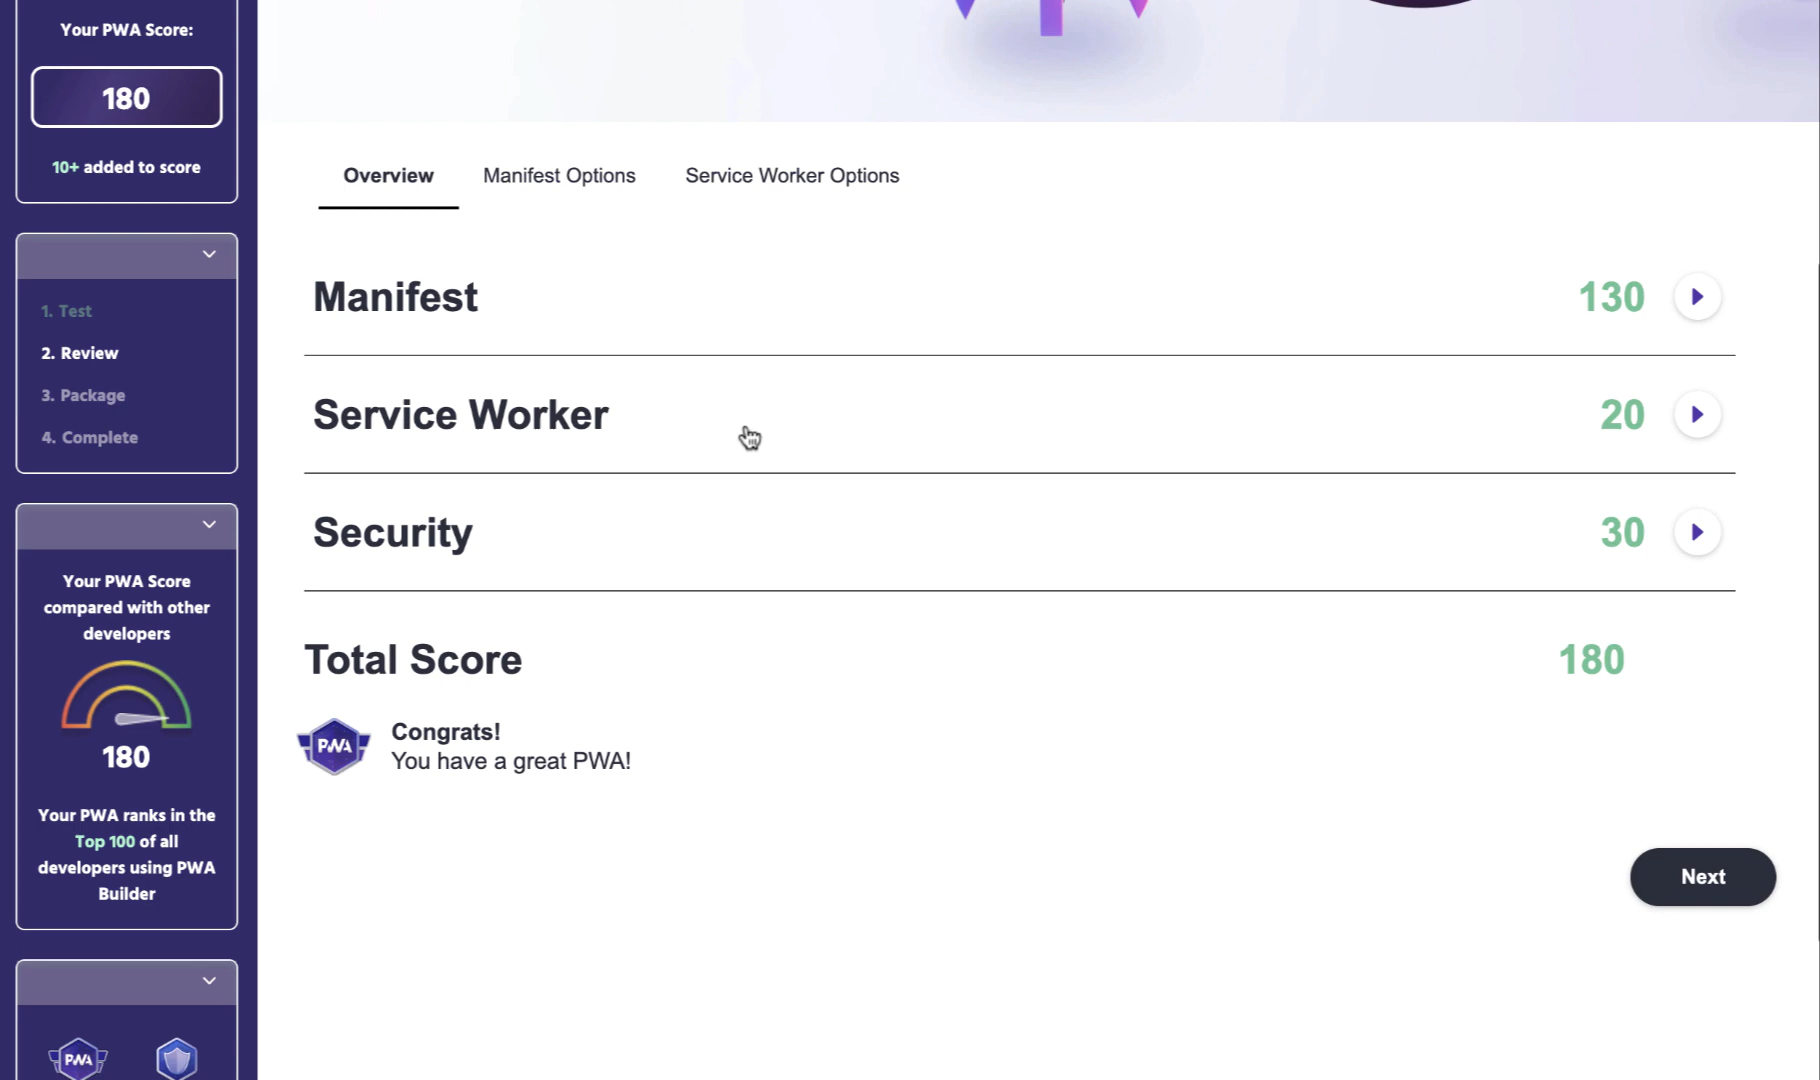 Your PWA Score:
180
10+ added to score
1. Test
2. Review
3. Package
4. Complete
Your PWA Score
compared with other
developers
180
Your PWA ranks in the
Top 100 of all
developers using PWA
Builder
PWA
Overview
Manifest Options
Service Worker Options
Manifest
130
Service Worker
20
Security
30
Total Score
180
PWA
Congrats!
You have a great PWA!
Next